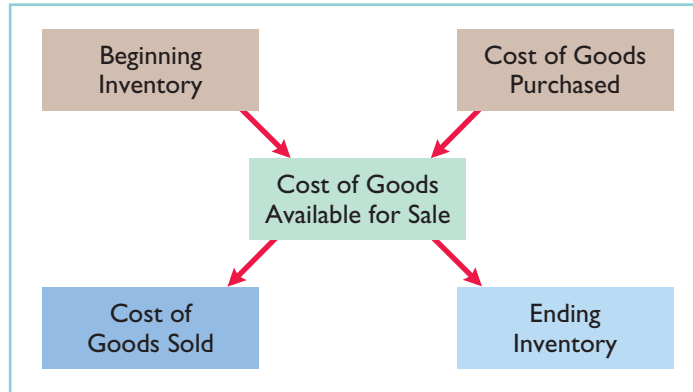 Beginning
Inventory
Cost of Goods
Purchased
Cost of Goods
Available for Sale
Cost of
Goods Sold
Ending
Inventory